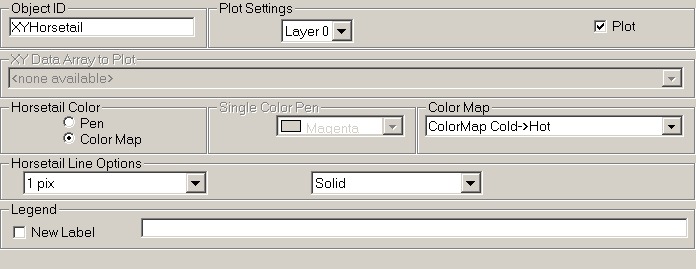 Object ID
Plot Settings
XYHorsetail
Layer 0
Plot
XY Data Array to Plot
<none available>
Horsetail Color
Single Color Pen
Color Map
Pen
Color Map
Magenta
ColorMap Cold->Hot
Horsetail Line Options
1 pix
Solid
Legend
New Label